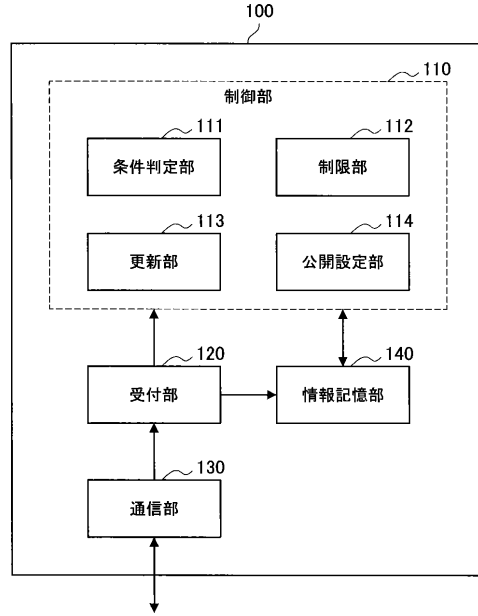 100
110
制御部
111
112
条件判定部
制限部
113
114
更新部
公開設定部
120
140
受付部
情報記憶部
130
通信部